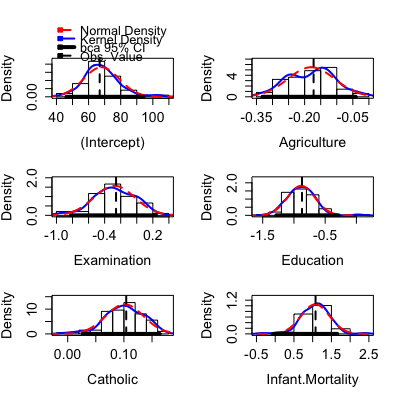 Normal Density
Kernel Density
bca 95% CI
Obs. Value
Density
0.00
40 60 80 100
(Intercept)
Density
0 4
-0.35 -0.20 -0.05
Agriculture
Density
0.0 2.0
-1.0 -0.4 0.2
Examination
Density
0.0 2.0
-1.5 -0.5
Education
Density
0 10
0.00 0.10
Catholic
Density
0.0 1.2
-0.5 0.5 1.5 2.5
Infant.Mortality